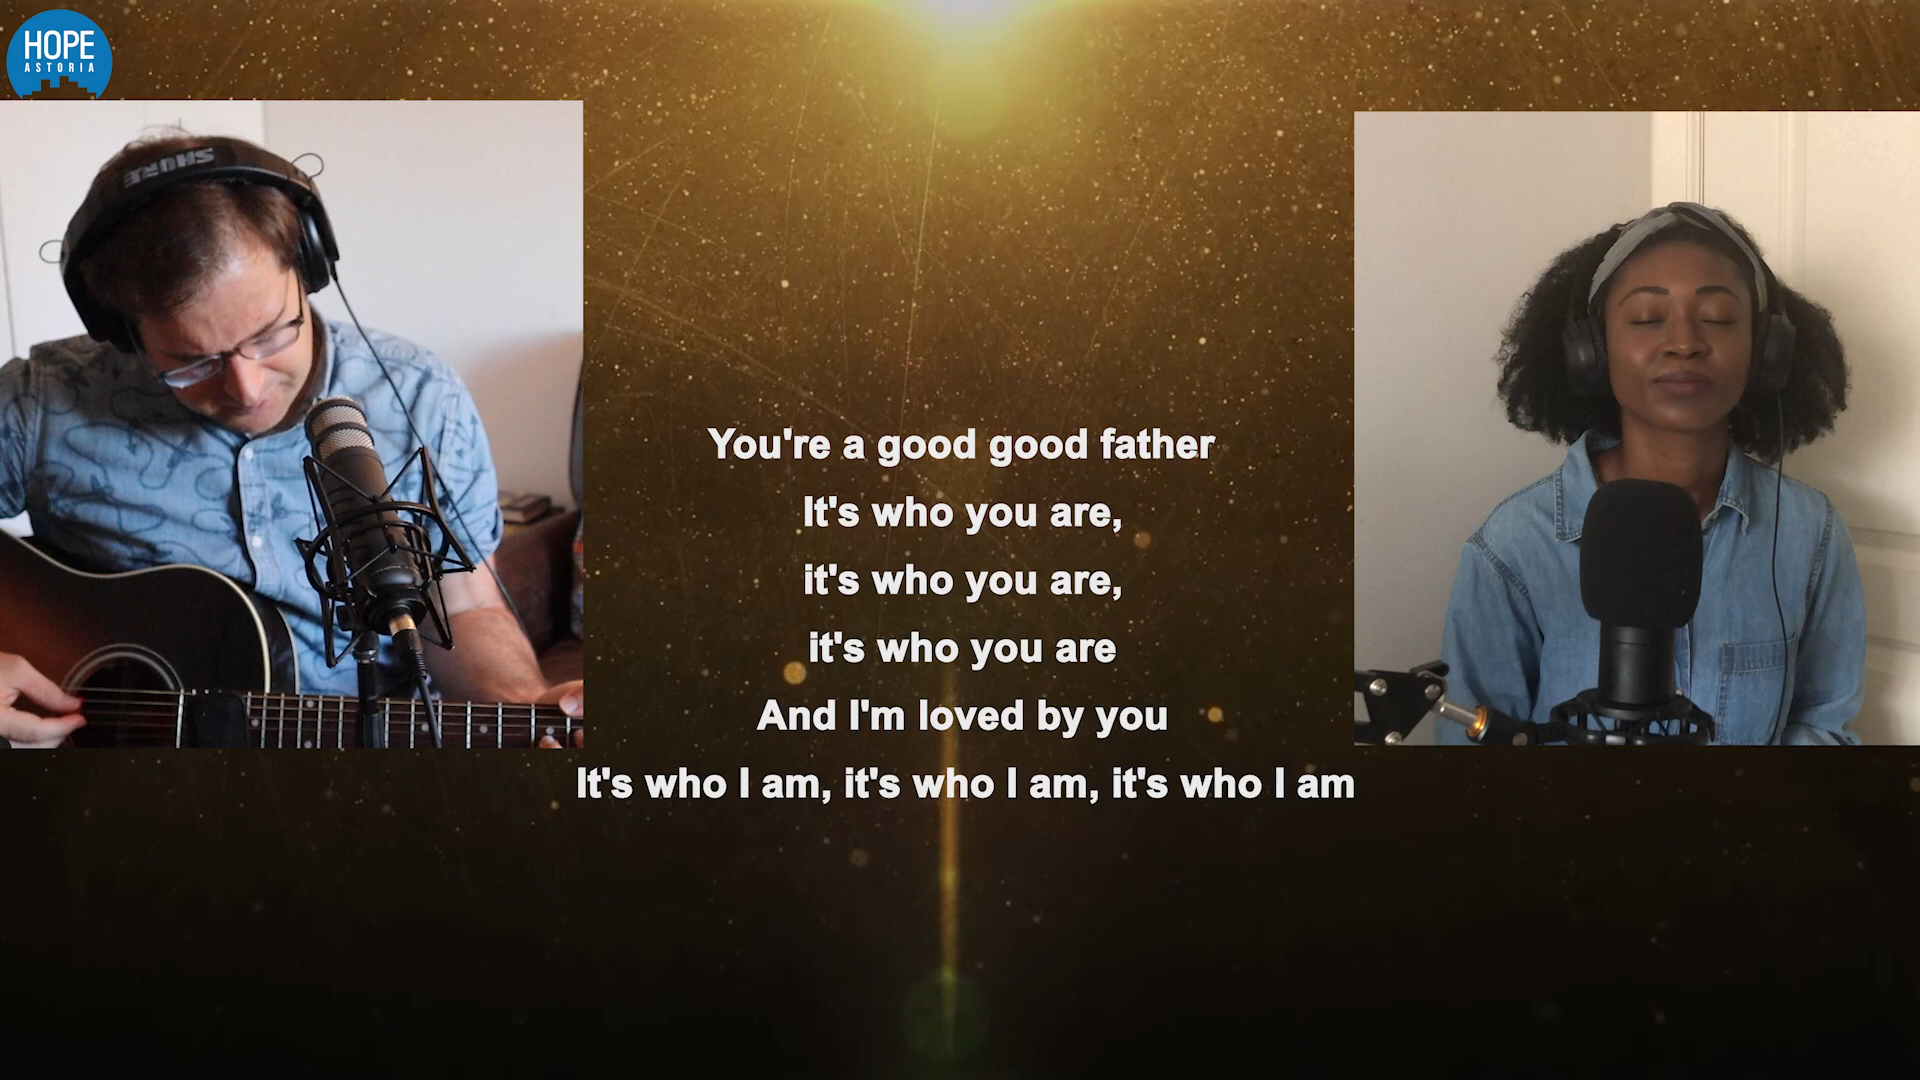 HOPE
ASTORIA
SHURE
You're a good good father
It's who you are,
it's who you are,
it's who you are
And I'm loved by you
It's who I am, it's who I am, it's who I am